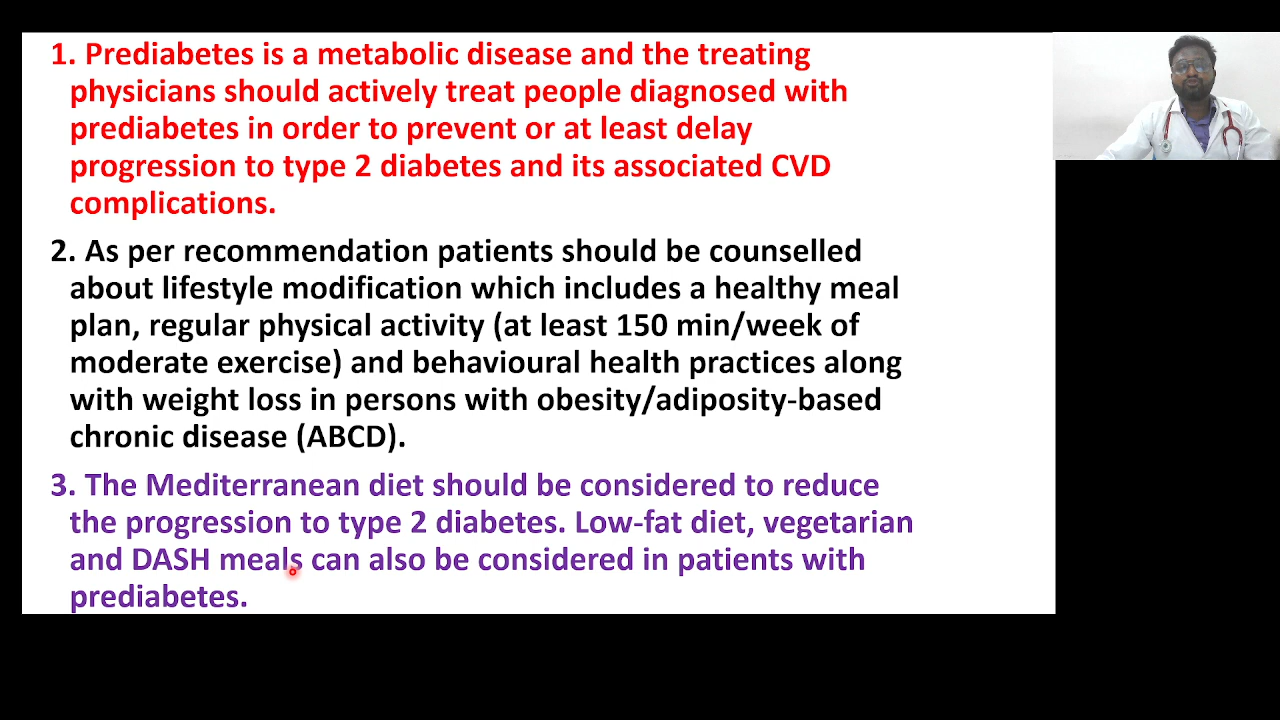 1. Prediabetes is a metabolic disease and the treating
physicians should actively treat people diagnosed with
prediabetes in order to prevent or at least delay
progression to type 2 diabetes and its associated CVD
complications.
2. As per recommendation patients should be counselled
about lifestyle modification which includes a healthy meal
plan, regular physical activity (at least 150 min/week of
moderate exercise) and behavioural health practices along
with weight loss in persons with obesity/adiposity-based
chronic disease (ABCD).
3. The Mediterranean diet should be considered to reduce
the progression to type 2 diabetes. Low-fat diet, vegetarian
and DASH meals can also be considered in patients with
prediabetes.